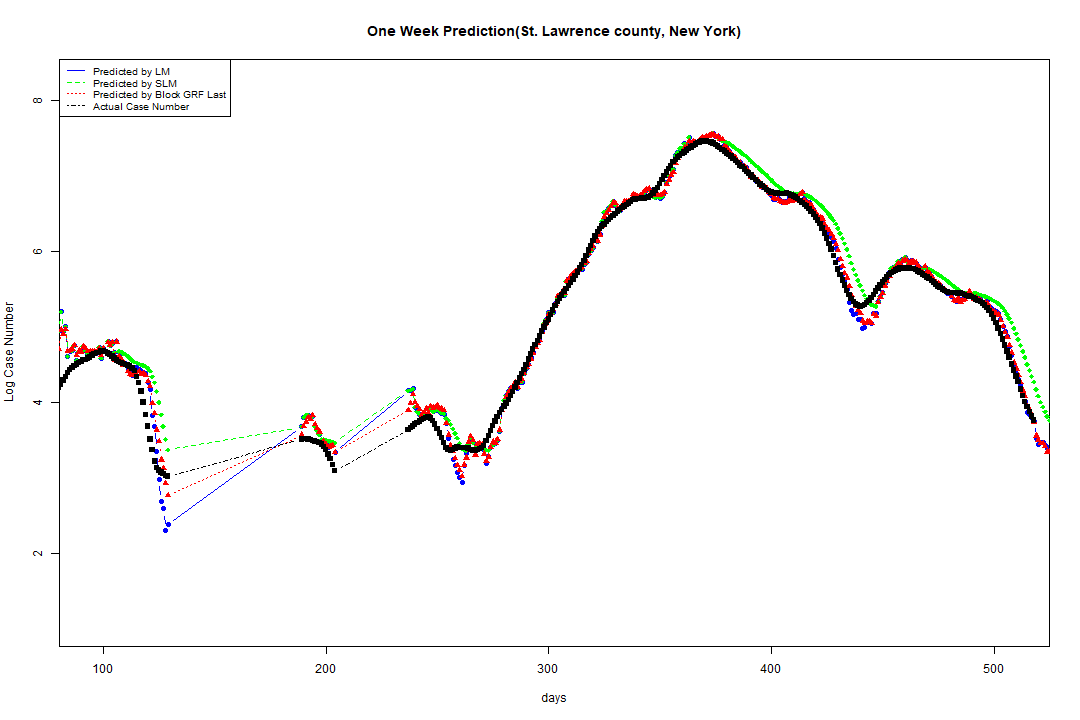 One Week Prediction(St. Lawrence county, New York)
Predicted by LM
Predicted by SLM
Predicted by Block GRF Last
Actual Case Number
8
6
4
2
Log Case Number
100 200 300 400 500
days